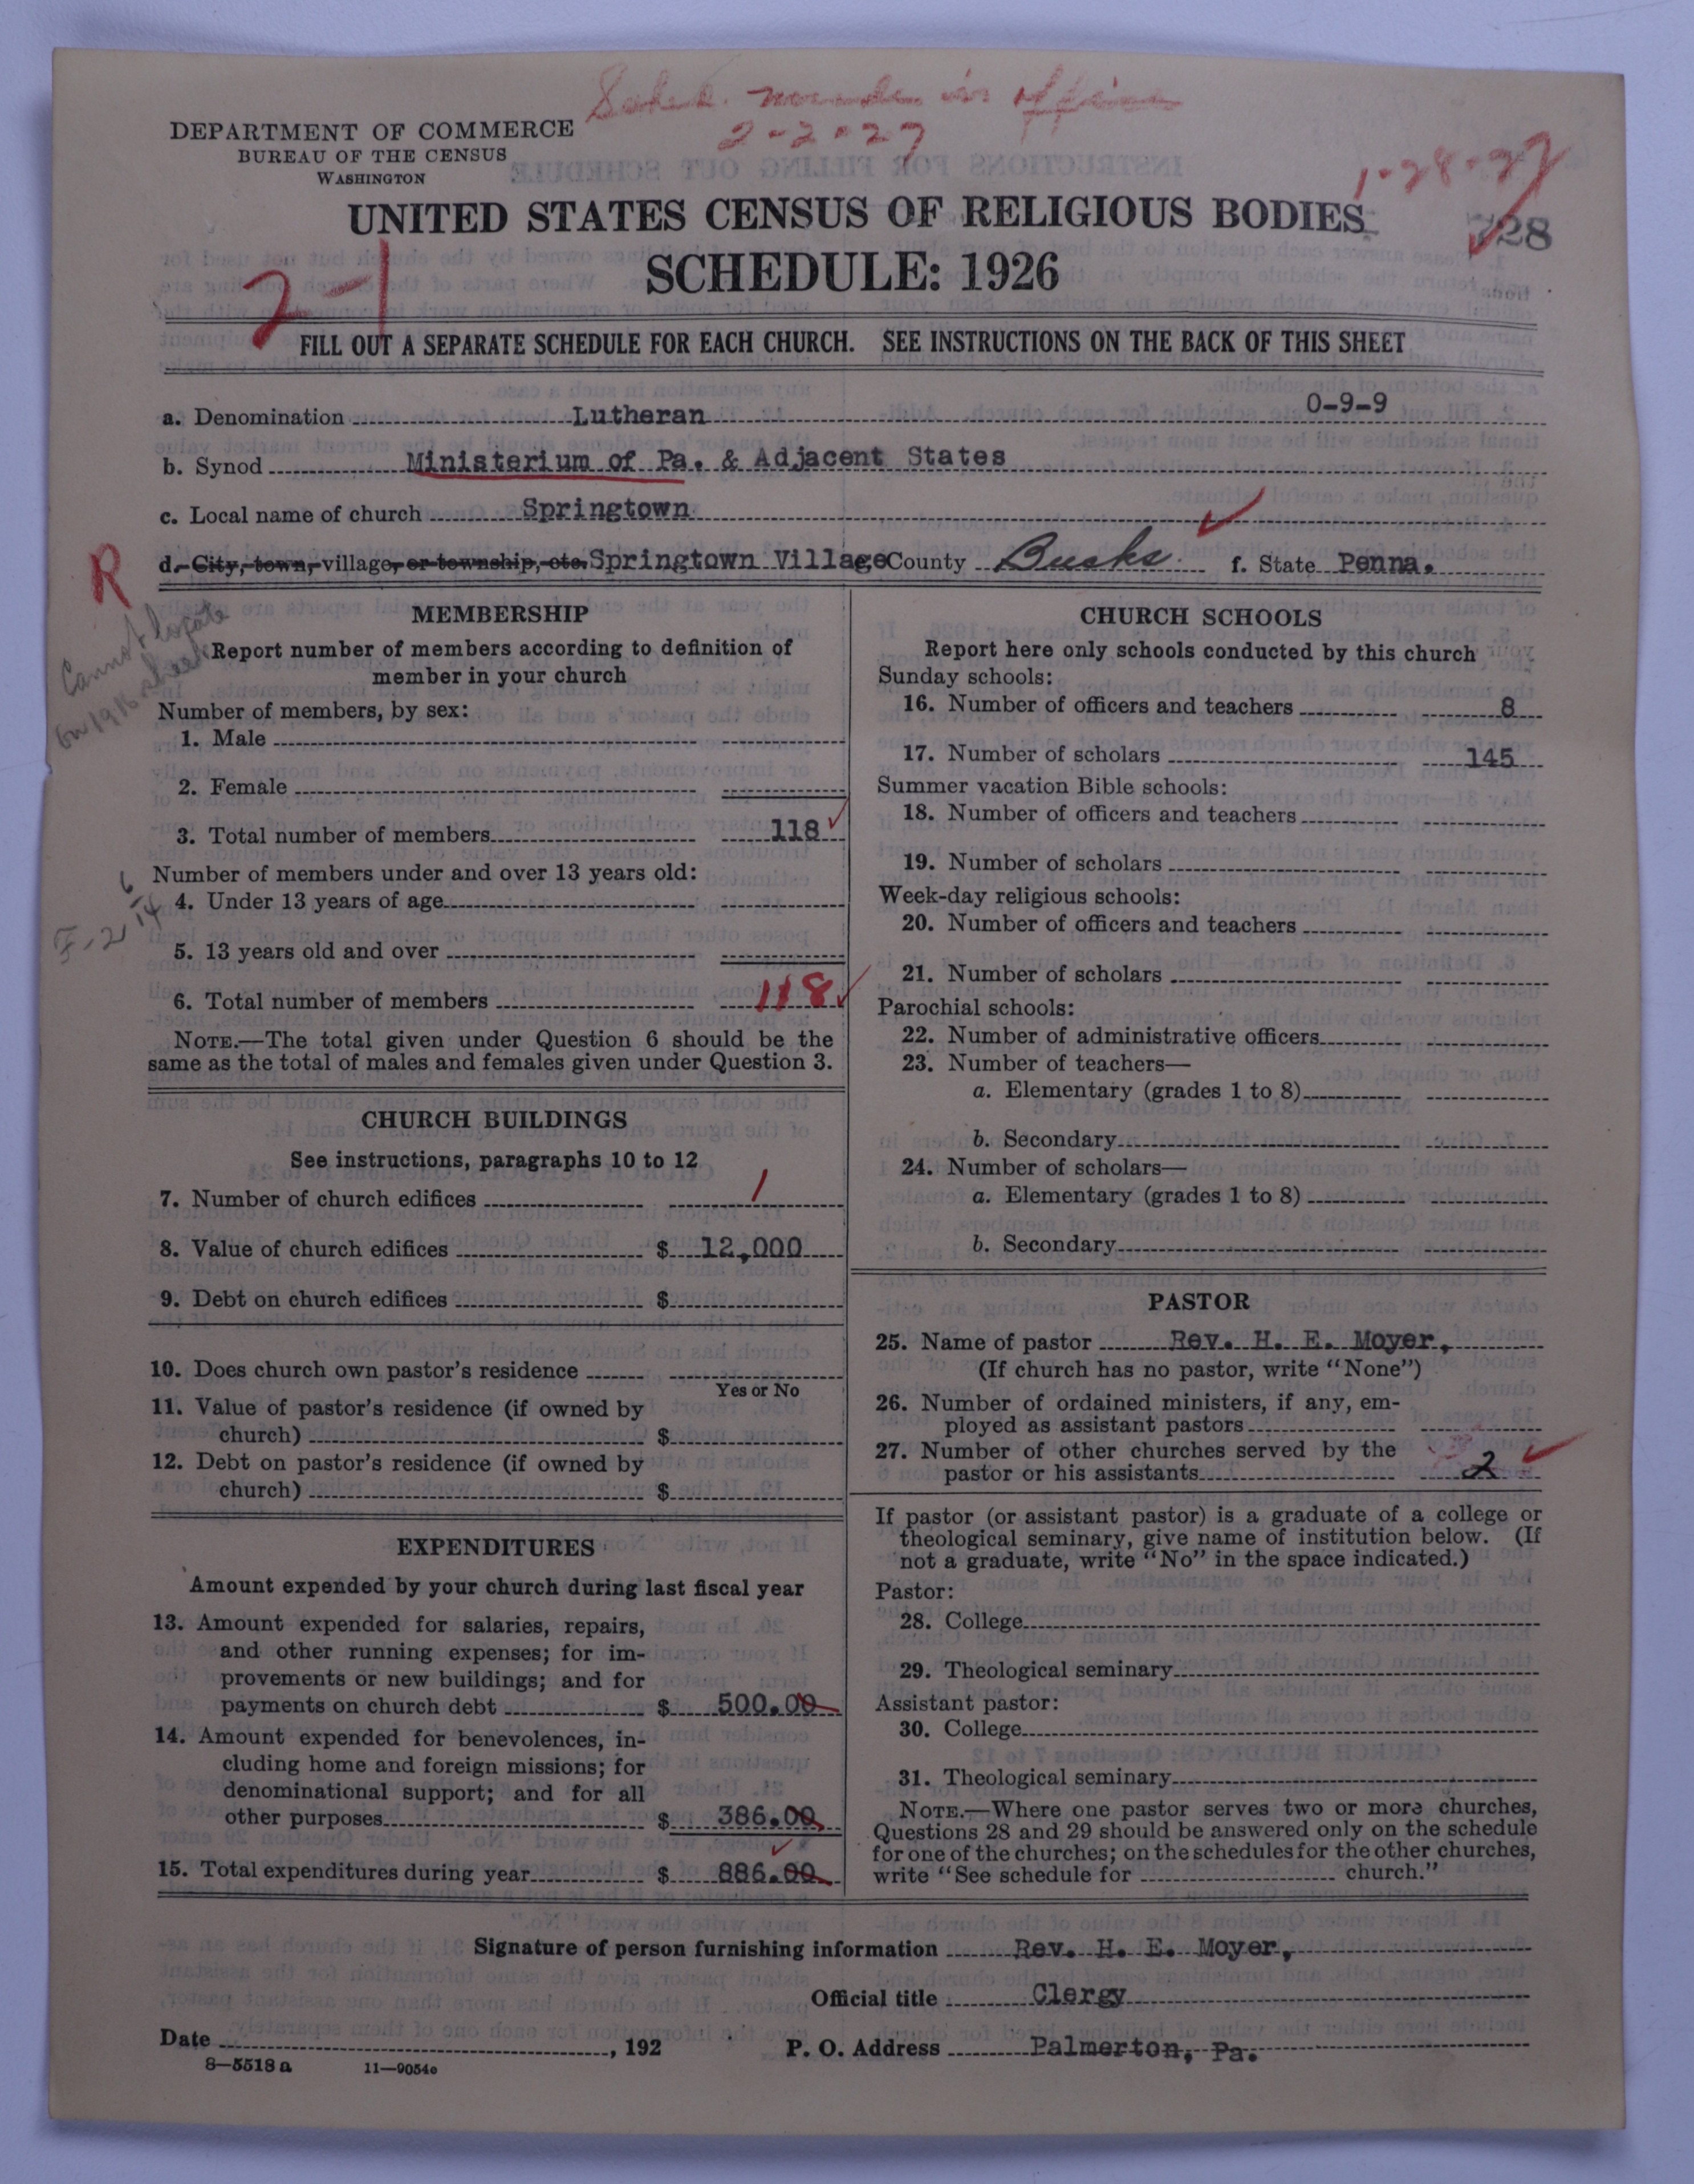 Sched. number in office
2-2-27
DEPARTMENT OF COMMERCE
BUREAU OF THE CENSUS
WASHINGTON
1-28-27
UNITED STATES CENSUS OF RELIGIOUS BODIES
728
SCHEDULE: 1926
2-1
FILL OUT A SEPARATE SCHEDULE FOR EACH CHURCH. SEE INSTRUCTIONS ON THE BACK OF THIS SHEET
a. Denomination Lutheran 0-9-9
b. Synod Ministerium of Pa. & Adjacent States
c. Local name of church Springtown
R
d. City, town, village, or township, etc. Springtown Village County Bucks f. State Penna.
Cannot locate
on 1916 sheet
MEMBERSHIP
Report number of members according to definition of
member in your church
Number of members, by sex:
1. Male
2. Female
3. Total number of members 118
Number of members under and over 13 years old:
4. Under 13 years of age
5. 13 years old and over
6. Total number of members 118
NOTE.—The total given under Question 6 should be the
same as the total of males and females given under Question 3.
CHURCH BUILDINGS
See instructions, paragraphs 10 to 12
7. Number of church edifices 1
8. Value of church edifices $ 12,000
9. Debt on church edifices $
10. Does church own pastor's residence
Yes or No
11. Value of pastor's residence (if owned by
church) $
12. Debt on pastor's residence (if owned by
church) $
EXPENDITURES
Amount expended by your church during last fiscal year
13. Amount expended for salaries, repairs,
and other running expenses; for im-
provements or new buildings; and for
payments on church debt $ 500.00
14. Amount expended for benevolences, in-
cluding home and foreign missions; for
denominational support; and for all
other purposes $ 386.00
15. Total expenditures during year $ 886.00
CHURCH SCHOOLS
Report here only schools conducted by this church
Sunday schools:
16. Number of officers and teachers 8
17. Number of scholars 145
Summer vacation Bible schools:
18. Number of officers and teachers
19. Number of scholars
Week-day religious schools:
20. Number of officers and teachers
21. Number of scholars
Parochial schools:
22. Number of administrative officers
23. Number of teachers—
a. Elementary (grades 1 to 8)
b. Secondary
24. Number of scholars—
a. Elementary (grades 1 to 8)
b. Secondary
PASTOR
25. Name of pastor Rev. H. E. Moyer,
(If church has no pastor, write "None")
26. Number of ordained ministers, if any, em-
ployed as assistant pastors
27. Number of other churches served by the
pastor or his assistants 2
If pastor (or assistant pastor) is a graduate of a college or
theological seminary, give name of institution below. (If
not a graduate, write "No" in the space indicated.)
Pastor:
28. College
29. Theological seminary
Assistant pastor:
30. College
31. Theological seminary
NOTE.—Where one pastor serves two or more churches,
Questions 28 and 29 should be answered only on the schedule
for one of the churches; on the schedules for the other churches,
write "See schedule for church."
Signature of person furnishing information Rev. H. E. Moyer,
Official title Clergy
Date , 192 P. O. Address Palmerton, Pa.
8—5518 a 11—9054c